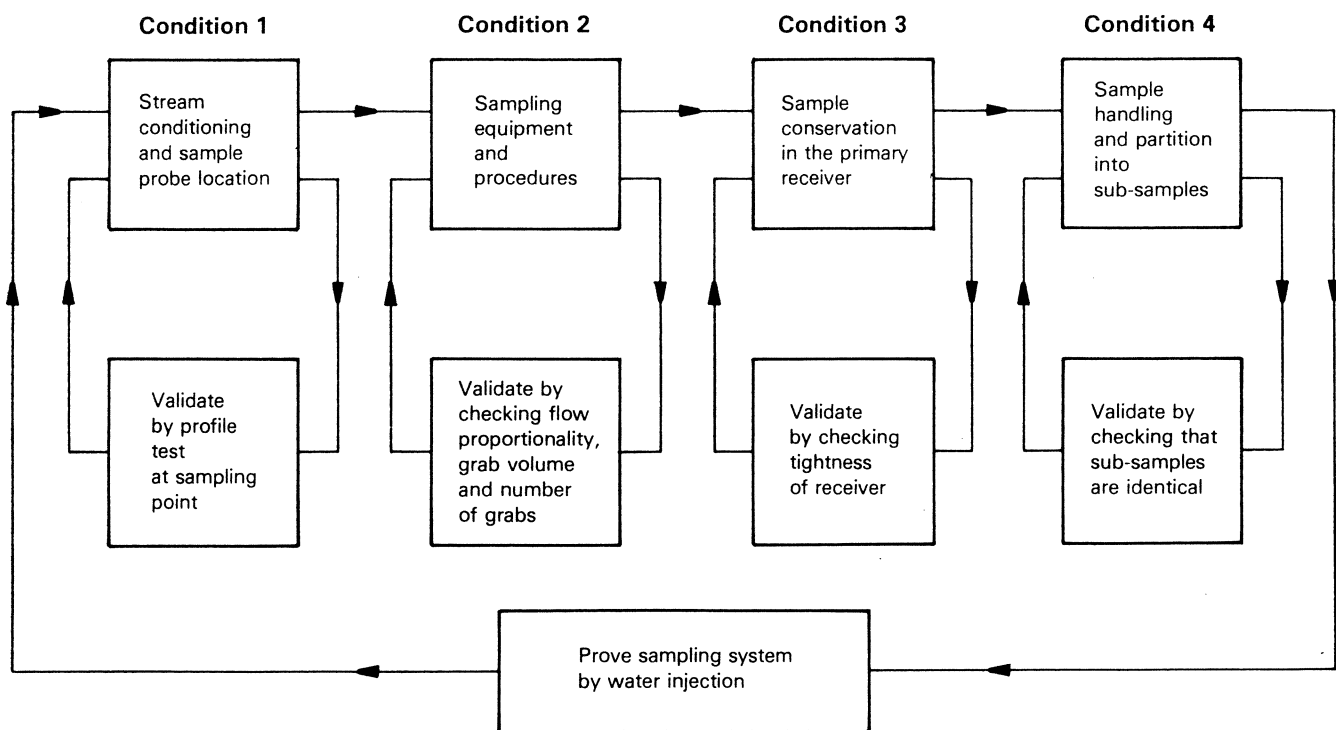 Condition 1
Condition 2
Condition 3
Condition 4
Stream
conditioning
and sample
probe location
Sampling
equipment
and
procedures
Sample
conservation
in the primary
receiver
Sample
handling
and partition
into
sub-samples
Validate
by profile
test
at sampling
point
Validate by
checking flow
proportionality,
grab volume
and number
of grabs
Validate
by checking
tightness
of receiver
Validate by
checking that
sub-samples
are identical
Prove sampling system
by water injection